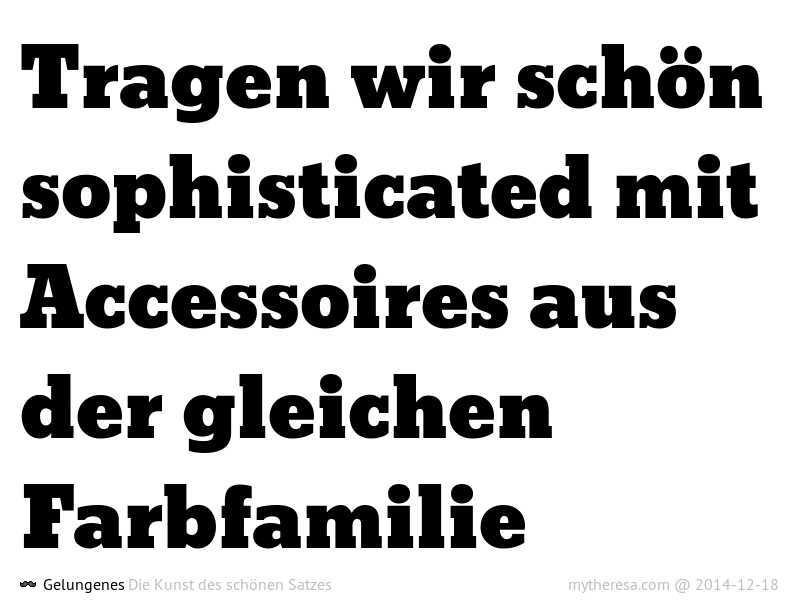 Tragen wir schön
sophisticated mit
Accessoires aus
der gleichen
Farbfamilie
Gelungenes Die Kunst des schönen Satzes
mytheresa.com @ 2014-12-18